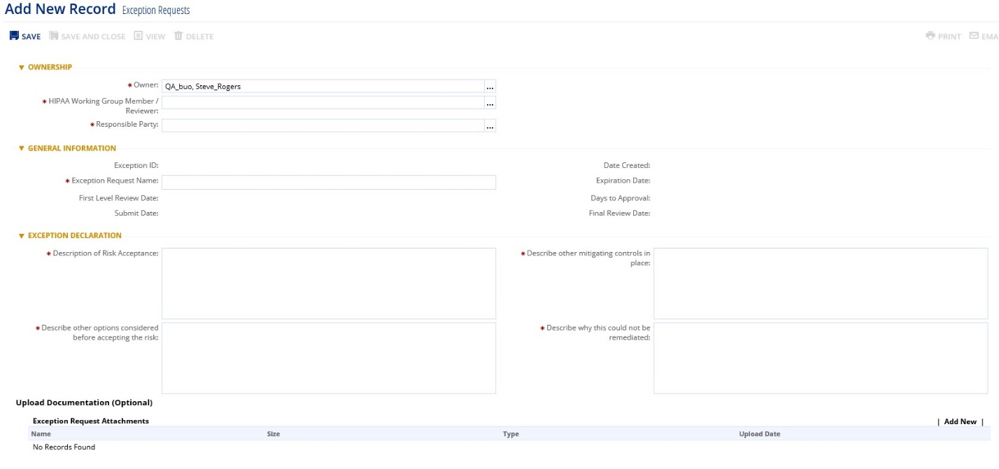 Add New Record Exception Requests
SAVE SAVE AND CLOSE VIEW DELETE PRINT EMA
OWNERSHIP
* Owner: QA_buo, Steve_Rogers ...
* HIPAA Working Group Member / ...
Reviewer:
* Responsible Party: ...
GENERAL INFORMATION
Exception ID: Date Created:
* Exception Request Name: Expiration Date:
First Level Review Date: Days to Approval:
Submit Date: Final Review Date:
EXCEPTION DECLARATION
* Description of Risk Acceptance: * Describe other mitigating controls in
place:
* Describe other options considered * Describe why this could not be
before accepting the risk: remediated:
Upload Documentation (Optional)
Exception Request Attachments | Add New |
Name Size Type Upload Date
No Records Found